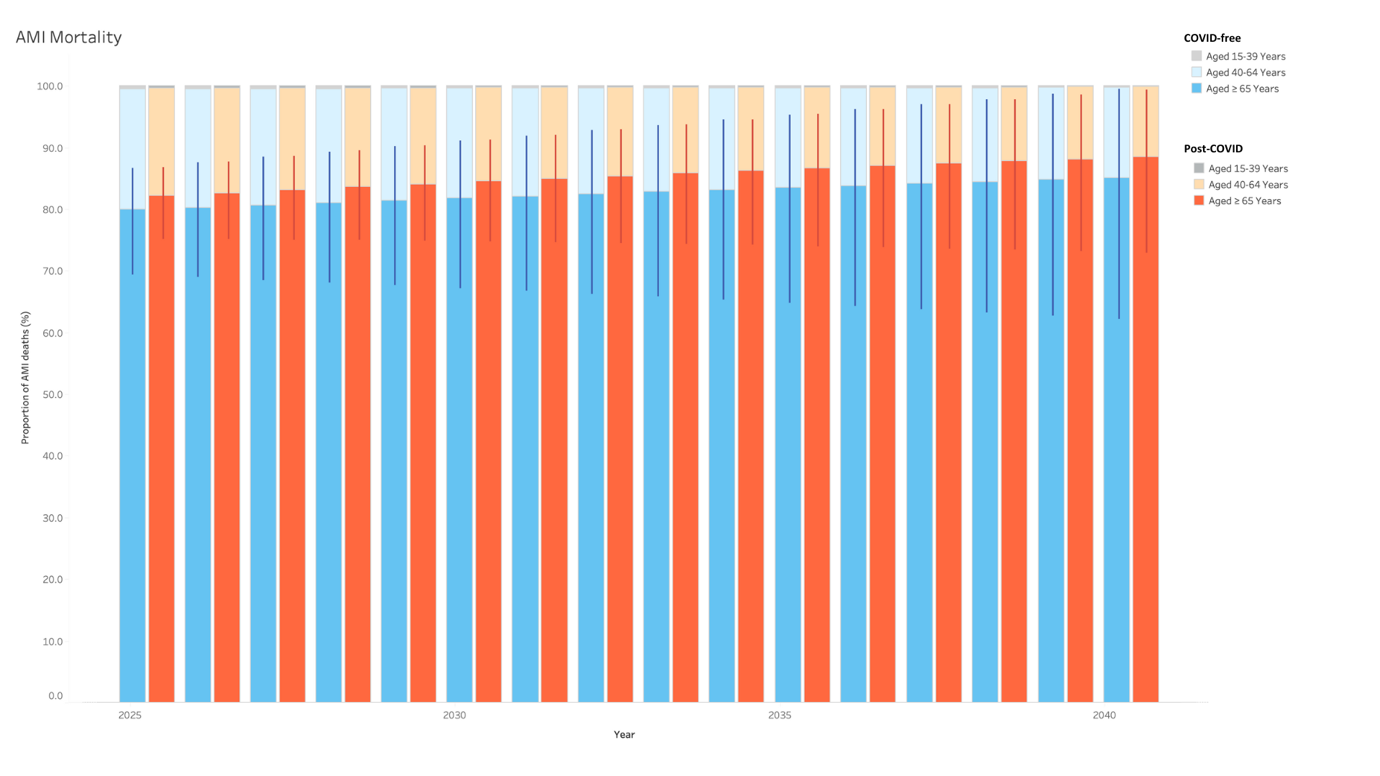 AMI Mortality
COVID-free
Aged 15-39 Years
Aged 40-64 Years
Aged ≥ 65 Years
Post-COVID
Aged 15-39 Years
Aged 40-64 Years
Aged ≥ 65 Years
Proportion of AMI deaths (%)
100.0
90.0
80.0
70.0
60.0
50.0
40.0
30.0
20.0
10.0
0.0
2025 2030 2035 2040
Year